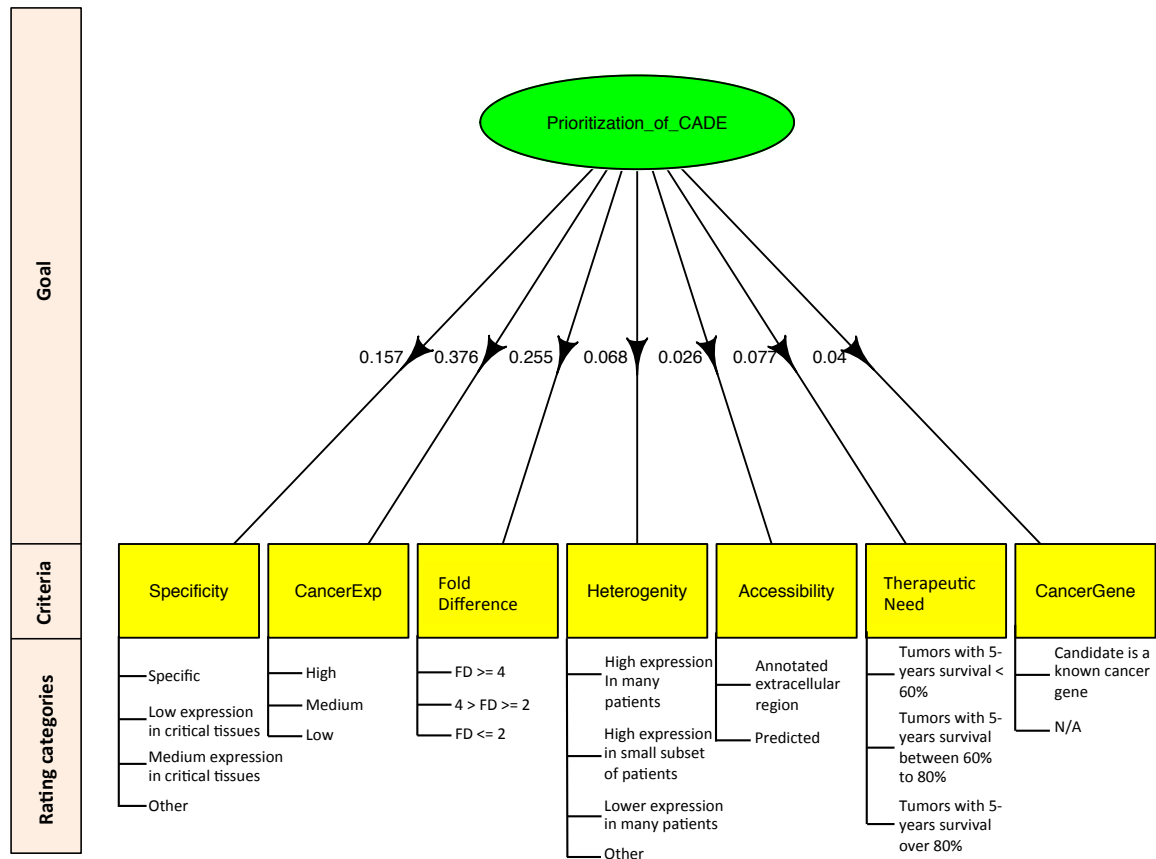 Goal
Prioritization_of_CADE
0.157
0.376
0.255
0.068
0.026
0.077
0.04
Criteria
Specificity
CancerExp
Fold
Difference
Heterogenity
Accessibility
Therapeutic
Need
CancerGene
Rating categories
Specific
Low expression
in critical tissues
Medium expression
in critical tissues
Other
High
Medium
Low
FD >= 4
4 > FD >= 2
FD <= 2
High expression
In many
patients
High expression
in small subset
of patients
Lower expression
in many patients
Other
Annotated
extracellular
region
Predicted
Tumors with 5-
years survival <
60%
Tumors with 5-
years survival
between 60%
to 80%
Tumors with 5-
years survival
over 80%
Candidate is a
known cancer
gene
N/A